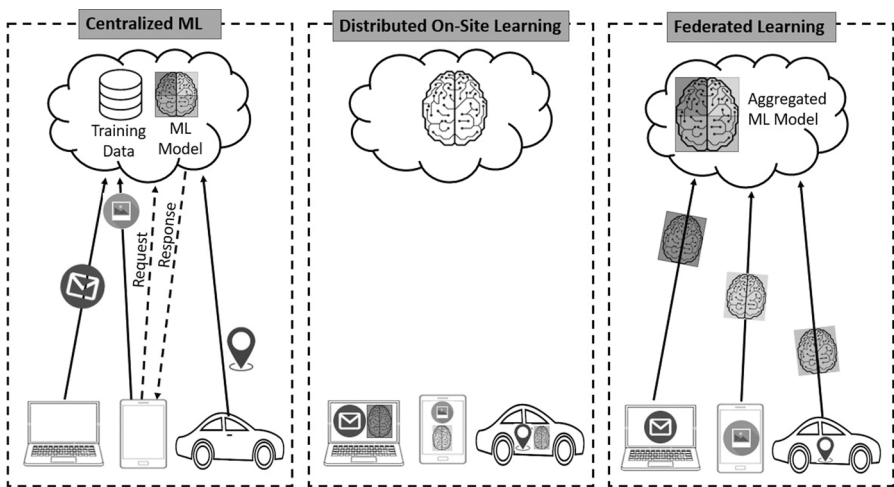 Centralized ML
Training
Data
ML
Model
Request
Response
Distributed On-Site Learning
Federated Learning
Aggregated
ML Model